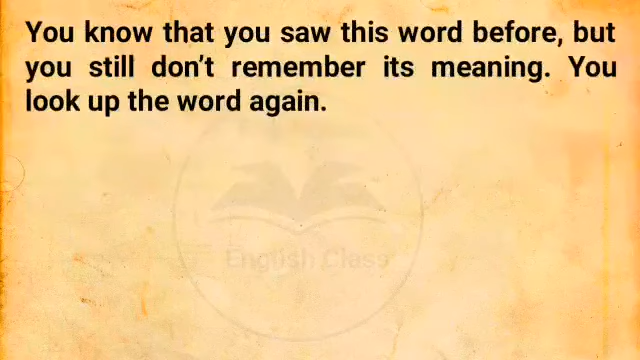 You know that you saw this word before, but
you still don’t remember its meaning. You
look up the word again.
English Class